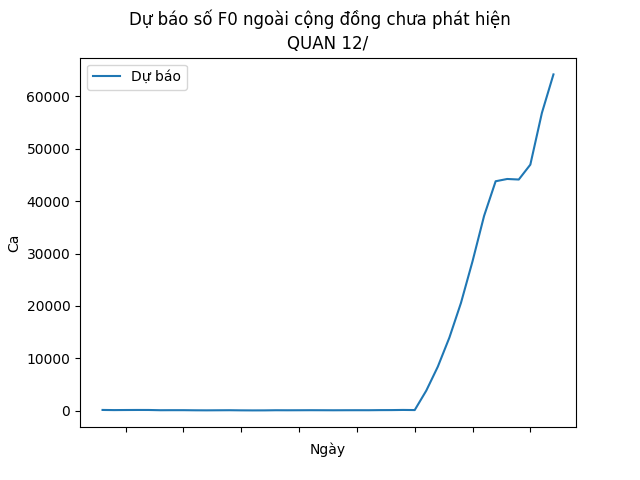 Dự báo số F0 ngoài cộng đồng chưa phát hiện
QUAN 12/
Dự báo
60000
50000
40000
30000
20000
10000
0
Ca
Ngày